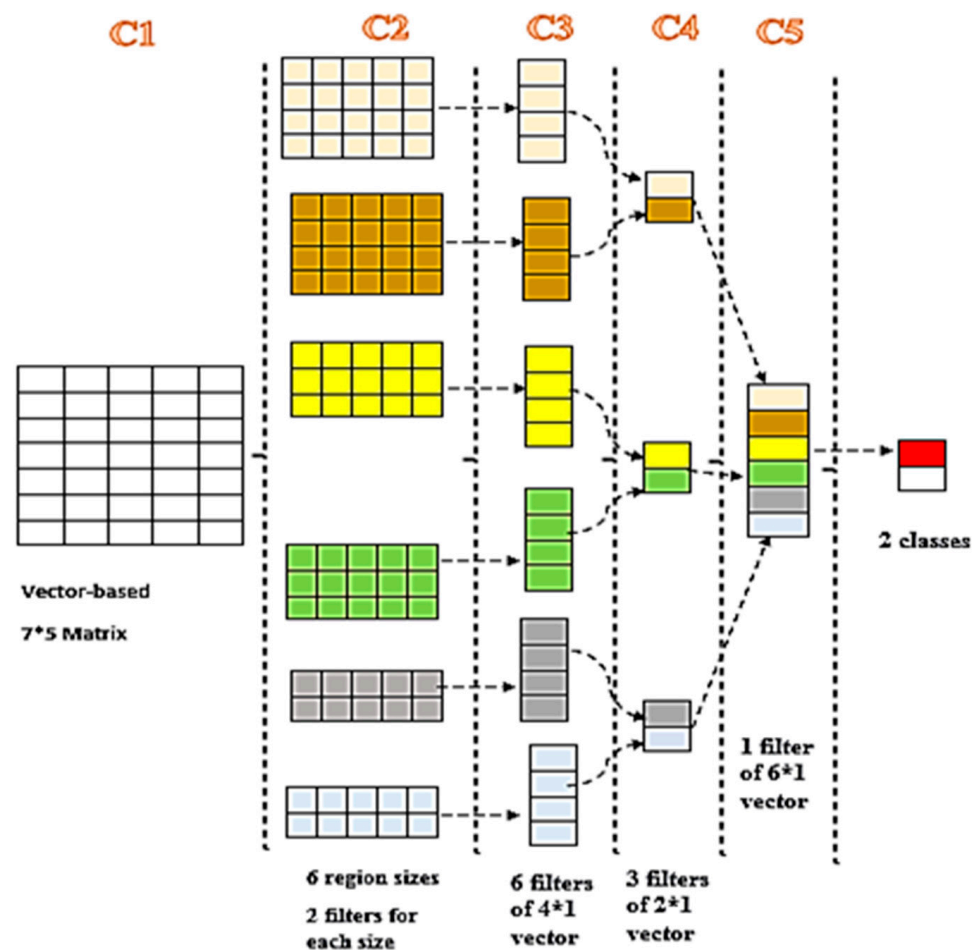 C1
C2
C3
C4
C5
Vector-based
7*5 Matrix
6 region sizes
2 filters for
each size
6 filters
of 4*1
vector
3 filters
of 2*1
vector
1 filter
of 6*1
vector
2 classes